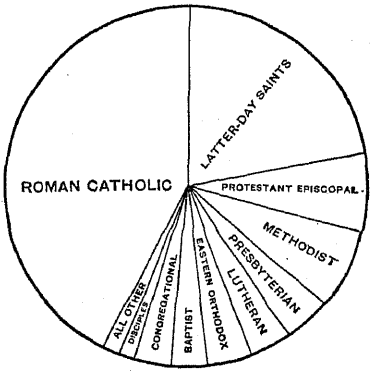 LATTER-DAY SAINTS
PROTESTANT EPISCOPAL.
METHODIST
PRESBYTERIAN
LUTHERAN
EASTERN ORTHODOX
BAPTIST
CONGREGATIONAL
DISCIPLES
ALL OTHER
ROMAN CATHOLIC